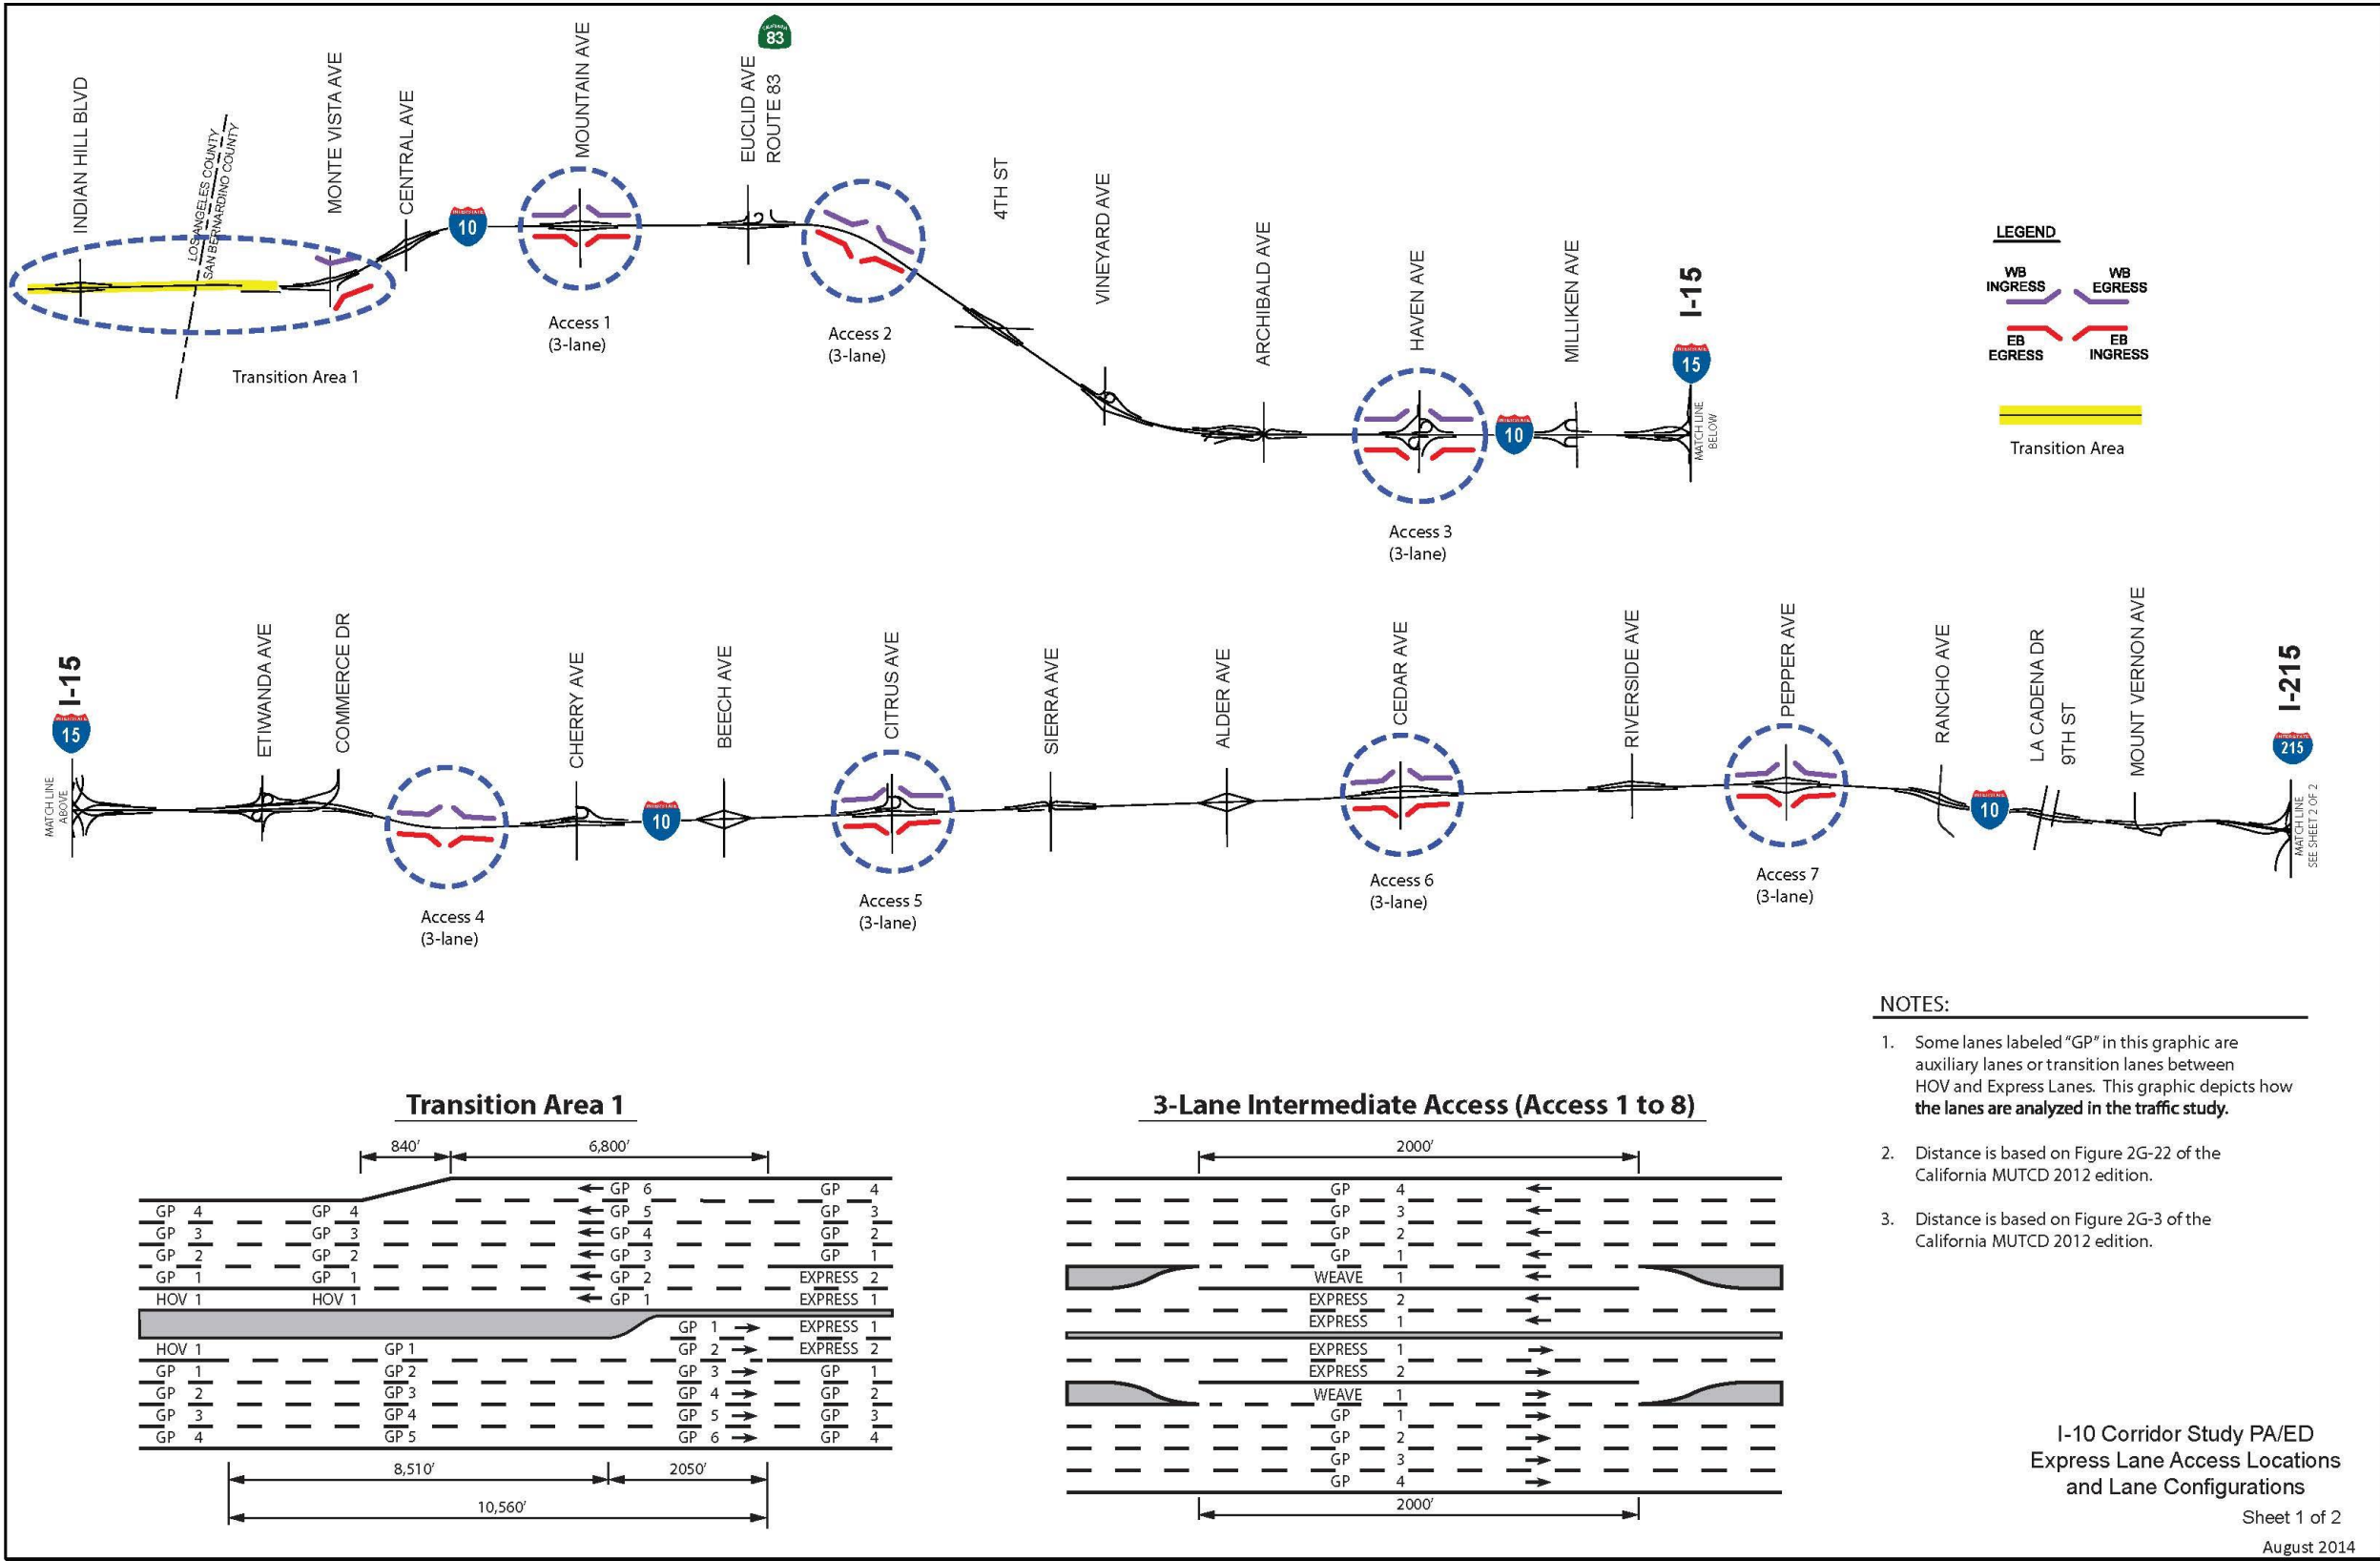 INDIAN HILL BLVD
LOS ANGELES COUNTY
SAN BERNARDINO COUNTY
MONTE VISTA AVE
CENTRAL AVE
INTERSTATE
10
MOUNTAIN AVE
EUCLID AVE
ROUTE 83
CALIFORNIA
83
4TH ST
VINEYARD AVE
ARCHIBALD AVE
HAVEN AVE
INTERSTATE
10
MILLIKEN AVE
I-15
INTERSTATE
15
MATCH LINE
BELOW
Transition Area 1
Access 1
(3-lane)
Access 2
(3-lane)
Access 3
(3-lane)
LEGEND
WB
INGRESS
WB
EGRESS
EB
EGRESS
EB
INGRESS
Transition Area
I-15
INTERSTATE
15
MATCH LINE
ABOVE
ETIWANDA AVE
COMMERCE DR
CHERRY AVE
INTERSTATE
10
BEECH AVE
CITRUS AVE
SIERRA AVE
ALDER AVE
CEDAR AVE
RIVERSIDE AVE
PEPPER AVE
RANCHO AVE
INTERSTATE
10
LA CADENA DR
9TH ST
MOUNT VERNON AVE
I-215
INTERSTATE
215
MATCH LINE
SEE SHEET 2 OF 2
Access 4
(3-lane)
Access 5
(3-lane)
Access 6
(3-lane)
Access 7
(3-lane)
NOTES:
1. Some lanes labeled "GP" in this graphic are
auxiliary lanes or transition lanes between
HOV and Express Lanes. This graphic depicts how
the lanes are analyzed in the traffic study.
2. Distance is based on Figure 2G-22 of the
California MUTCD 2012 edition.
3. Distance is based on Figure 2G-3 of the
California MUTCD 2012 edition.
Transition Area 1
840' 6,800'
GP 6 GP 4
GP 4 GP 4 GP 5 GP 3
GP 3 GP 3 GP 4 GP 2
GP 2 GP 2 GP 3 GP 1
GP 1 GP 1 GP 2 EXPRESS 2
HOV 1 HOV 1 GP 1 EXPRESS 1
GP 1 EXPRESS 1
HOV 1 GP 1 GP 2 EXPRESS 2
GP 1 GP 2 GP 3 GP 1
GP 2 GP 3 GP 4 GP 2
GP 3 GP 4 GP 5 GP 3
GP 4 GP 5 GP 6 GP 4
8,510' 2050'
10,560'
3-Lane Intermediate Access (Access 1 to 8)
2000'
GP 4
GP 3
GP 2
GP 1
WEAVE 1
EXPRESS 2
EXPRESS 1
EXPRESS 1
EXPRESS 2
WEAVE 1
GP 1
GP 2
GP 3
GP 4
2000'
I-10 Corridor Study PA/ED
Express Lane Access Locations
and Lane Configurations
Sheet 1 of 2
August 2014